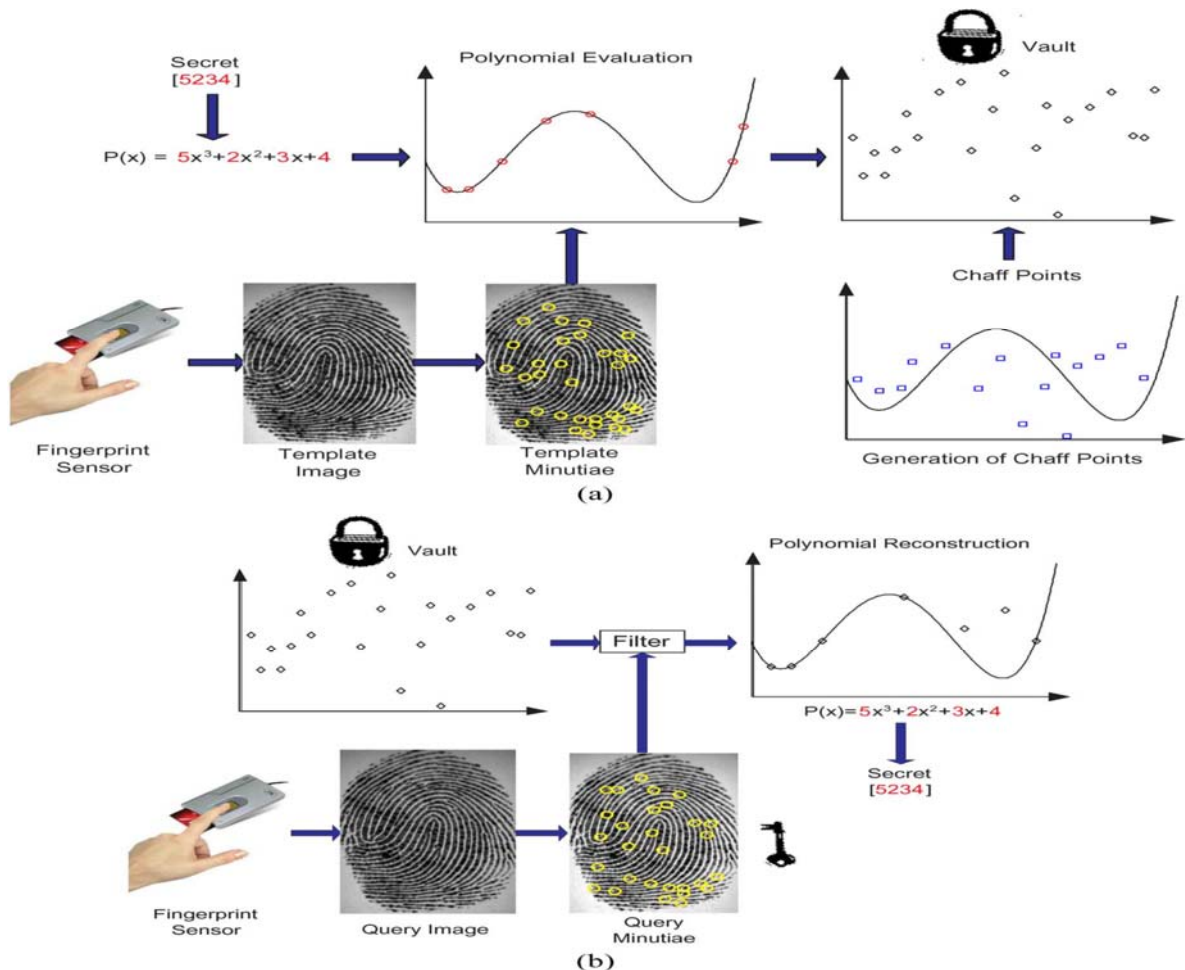 Secret
[5234]
P(x) = 5x³+2x²+3x+4
Polynomial Evaluation
Vault
Chaff Points
Fingerprint
Sensor
Template
Image
Template
Minutiae
Generation of Chaff Points
(a)
Vault
Filter
Polynomial Reconstruction
P(x)=5x³+2x²+3x+4
Secret
[5234]
Fingerprint
Sensor
Query Image
Query
Minutiae
(b)